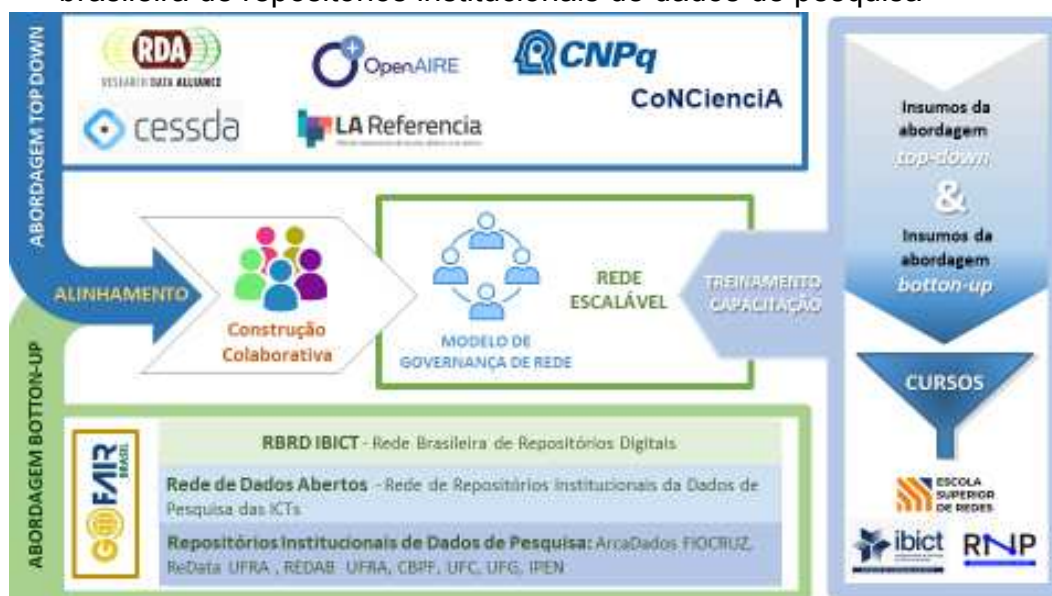 brasileira de repositórios institucionais de dados de pesquisa
ABORDAGEM TOP DOWN
RDA
RESEARCH DATA ALLIANCE
OpenAIRE
CNPq
CoNCienciA
cessda
LA Referencia
ALINHAMENTO
Construção
Colaborativa
MODELO DE
GOVERNANÇA DE REDE
REDE
ESCALÁVEL
TREINAMENTO
CAPACITAÇÃO
Insumos da
abordagem
top-down
&
Insumos da
abordagem
botton-up
CURSOS
ESCOLA
SUPERIOR
DE REDES
ibict
RNP
ABORDAGEM BOTTON-UP
GO FAIR
BRASIL
RBRD IBICT - Rede Brasileira de Repositórios Digitais
Rede de Dados Abertos - Rede de Repositórios Institucionais da Dados de
Pesquisa das ICTs
Repositórios Institucionais de Dados de Pesquisa: ArcaDados FIOCRUZ,
ReData UFRA , REDAB UFRA, CBPF, UFC, UFG, IPEN